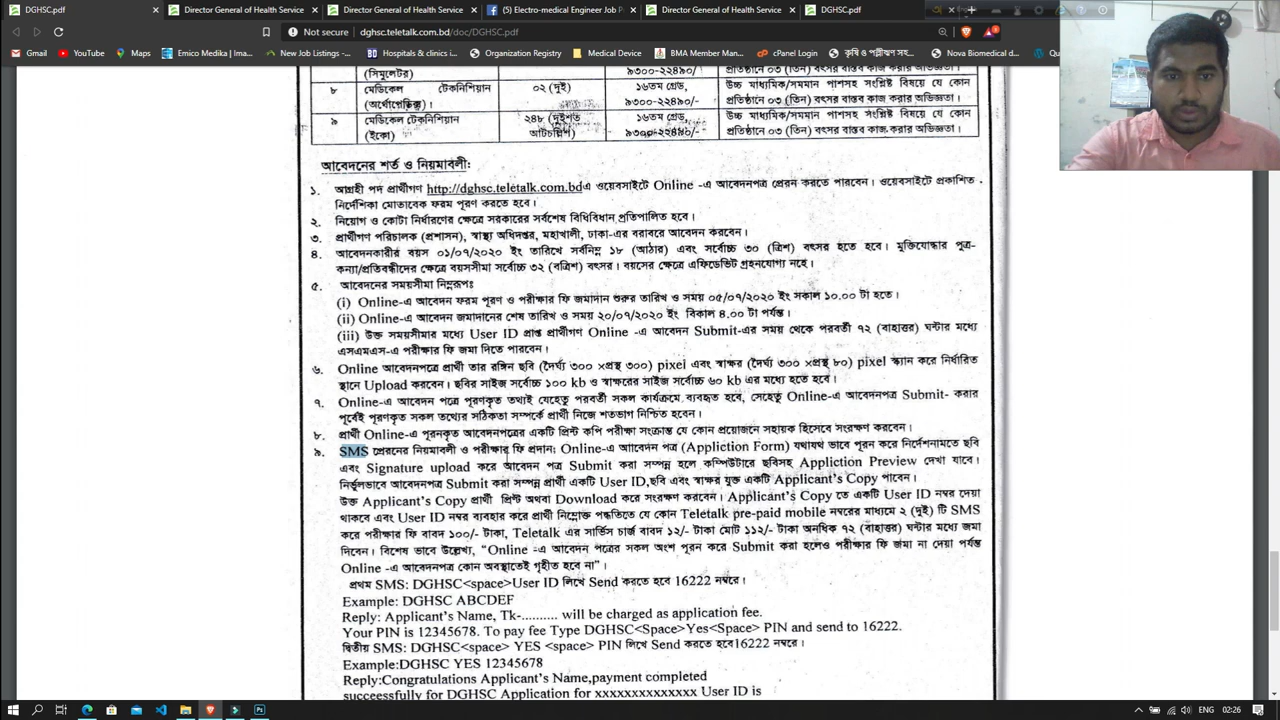 DGHSC.pdf
Director General of Health Service
Director General of Health Service
(5) Electro-medical Engineer Job P
Director General of Health Service
DGHSC.pdf
Not secure dghsc.teletalk.com.bd/doc/DGHSC.pdf
Gmail YouTube Maps Emico Medika | Ima... New Job Listings -... Hospitals & clinics i... Organization Registry Medical Device BMA Member Man... cPanel Login কৃষি ও পল্লীঋণ সহ... Nova Biomedical d...
(সিমুলেটর) ৯৩০০-২২৪৯০/- প্রতিষ্ঠানে ০৩ (তিন) বৎসর বাস্তব কাজ করার অভিজ্ঞতা।
৮ মেডিকেল টেকনিশিয়ান ০২ (দুই) ১৬তম গ্রেড, উচ্চ মাধ্যমিক/সমমান পাশসহ সংশ্লিষ্ট বিষয়ে যে কোন
(অর্থোপেডিক্স)। ৯৩০০-২২৪৯০/- প্রতিষ্ঠানে ০৩ (তিন) বৎসর বাস্তব কাজ করার অভিজ্ঞতা।
৯ মেডিকেল টেকনিশিয়ান ২৪৮ (দুইশত ১৬তম গ্রেড, উচ্চ মাধ্যমিক/সমমান পাশসহ সংশ্লিষ্ট বিষয়ে যে কোন
(ইকো) আটচল্লিশ) ৯৩০০-২২৪৯০/- প্রতিষ্ঠানে ০৩ (তিন) বৎসর বাস্তব কাজ করার অভিজ্ঞতা।
আবেদনের শর্ত ও নিয়মাবলী:
১. আগ্রহী পদ প্রার্থীগণ http://dghsc.teletalk.com.bdএ ওয়েবসাইটে Online -এ আবেদনপত্র প্রেরন করতে পারবেন। ওয়েবসাইটে প্রকাশিত
নির্দেশিকা মোতাবেক ফরম পূরণ করতে হবে।
২. নিয়োগ ও কোটা নির্ধারণের ক্ষেত্রে সরকারের সর্বশেষ বিধিবিধান প্রতিপালিত হবে।
৩. প্রার্থীগণ পরিচালক (প্রশাসন), স্বাস্থ্য অধিদপ্তর, মহাখালী, ঢাকা-এর বরাবরে আবেদন করবেন।
৪. আবেদনকারীর বয়স ০১/০৭/২০২০ ইং তারিখে সর্বনিম্ন ১৮ (আঠার) এবং সর্বোচ্চ ৩০ (ত্রিশ) বৎসর হতে হবে। মুক্তিযোদ্ধার পুত্র-
কন্যা/প্রতিবন্ধীদের ক্ষেত্রে বয়সসীমা সর্বোচ্চ ৩২ (বত্রিশ) বৎসর। বয়সের ক্ষেত্রে এফিডেভিট গ্রহনযোগ্য নহে।
৫. আবেদনের সময়সীমা নিম্নরূপঃ
(i) Online-এ আবেদন ফরম পূরণ ও পরীক্ষার ফি জমাদান শুরুর তারিখ ও সময় ০৫/০৭/২০২০ ইং সকাল ১০.০০ টা হতে।
(ii) Online-এ আবেদন জমাদানের শেষ তারিখ ও সময় ২০/০৭/২০২০ ইং বিকাল ৪.০০ টা পর্যন্ত।
(iii) উক্ত সময়সীমার মধ্যে User ID প্রাপ্ত প্রার্থীগণ Online -এ আবেদন Submit-এর সময় থেকে পরবর্তী ৭২ (বাহাত্তর) ঘন্টার মধ্যে
এসএমএস-এ পরীক্ষার ফি জমা দিতে পারবেন।
৬. Online আবেদনপত্রে প্রার্থী তার রঙ্গিন ছবি (দৈর্ঘ্য ৩০০ ×প্রস্থ ৩০০) pixel এবং স্বাক্ষর (দৈর্ঘ্য ৩০০ ×প্রস্থ ৮০) pixel স্ক্যান করে নির্ধারিত
স্থানে Upload করবেন। ছবির সাইজ সর্বোচ্চ ১০০ kb ও স্বাক্ষরের সাইজ সর্বোচ্চ ৬০ kb এর মধ্যে হতে হবে।
৭. Online-এ আবেদন পত্রে পূরণকৃত তথ্যই যেহেতু পরবর্তী সকল কার্যক্রমে ব্যবহৃত হবে, সেহেতু Online-এ আবেদনপত্র Submit- করার
পূর্বেই পূরণকৃত সকল তথ্যের সঠিকতা সম্পর্কে প্রার্থী নিজে শতভাগ নিশ্চিত হবেন।
৮. প্রার্থী Online-এ পূরনকৃত আবেদনপত্রের একটি প্রিন্ট কপি পরীক্ষা সংক্রান্ত যে কোন প্রয়োজনে সহায়ক হিসেবে সংরক্ষণ করবেন।
৯. SMS প্রেরনের নিয়মাবলী ও পরীক্ষার ফি প্রদান: Online-এ আাবেদন পত্র (Appliction Form) যথাযথ ভাবে পূরন করে নির্দেশনামতে ছবি
এবং Signature upload করে আবেদন পত্র Submit করা সম্পন্ন হলে কম্পিউটারে ছবিসহ Appliction Preview দেখা যাবে।
নির্ভুলভাবে আবেদনপত্র Submit করা সম্পন্ন প্রার্থী একটি User ID,ছবি এবং স্বাক্ষর যুক্ত একটি Applicant's Copy পাবেন।
উক্ত Applicant's Copy প্রার্থী প্রিন্ট অথবা Download করে সংরক্ষণ করবেন। Applicant's Copy তে একটি User ID নম্বর দেয়া
থাকবে এবং User ID নম্বর ব্যবহার করে প্রার্থী নিম্নোক্ত পদ্ধতিতে যে কোন Teletalk pre-paid mobile নম্বরের মাধ্যমে ২ (দুই) টি SMS
করে পরীক্ষার ফি বাবদ ১০০/- টাকা, Teletalk এর সার্ভিস চার্জ বাবদ ১২/- টাকা মোট ১১২/- টাকা অনধিক ৭২ (বাহাত্তর) ঘন্টার মধ্যে জমা
দিবেন। বিশেষ ভাবে উল্লেখ্য, "Online -এ আবেদন পত্রের সকল অংশ পূরন করে Submit করা হলেও পরীক্ষার ফি জমা না দেয়া পর্যন্ত
Online -এ আবেদনপত্র কোন অবস্থাতেই গৃহীত হবে না"।
প্রথম SMS: DGHSC<space>User ID লিখে Send করতে হবে 16222 নম্বরে।
Example: DGHSC ABCDEF
Reply: Applicant's Name, Tk-.......... will be charged as application fee.
Your PIN is 12345678. To pay fee Type DGHSC<Space>Yes<Space> PIN and send to 16222.
দ্বিতীয় SMS: DGHSC<space> YES <space> PIN লিখে Send করতে হবে16222 নম্বরে।
Example:DGHSC YES 12345678
Reply:Congratulations Applicant's Name,payment completed
succeessfully for DGHSC Application for xxxxxxxxxxxxxx User ID is
ENG 02:26